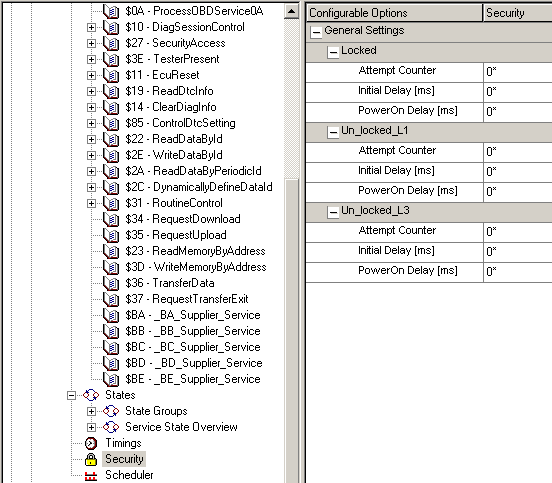 $0A - ProcessOBDService0A
$10 - DiagSessionControl
$27 - SecurityAccess
$3E - TesterPresent
$11 - EcuReset
$19 - ReadDtcInfo
$14 - ClearDiagInfo
$85 - ControlDtcSetting
$22 - ReadDataById
$2E - WriteDataById
$2A - ReadDataByPeriodicId
$2C - DynamicallyDefineDataId
$31 - RoutineControl
$34 - RequestDownload
$35 - RequestUpload
$23 - ReadMemoryByAddress
$3D - WriteMemoryByAddress
$36 - TransferData
$37 - RequestTransferExit
$BA - _BA_Supplier_Service
$BB - _BB_Supplier_Service
$BC - _BC_Supplier_Service
$BD - _BD_Supplier_Service
$BE - _BE_Supplier_Service
States
State Groups
Service State Overview
Timings
Security
Scheduler
Configurable Options Security
General Settings
Locked
Attempt Counter 0*
Initial Delay [ms] 0*
PowerOn Delay [ms] 0*
Un_locked_L1
Attempt Counter 0*
Initial Delay [ms] 0*
PowerOn Delay [ms] 0*
Un_locked_L3
Attempt Counter 0*
Initial Delay [ms] 0*
PowerOn Delay [ms] 0*